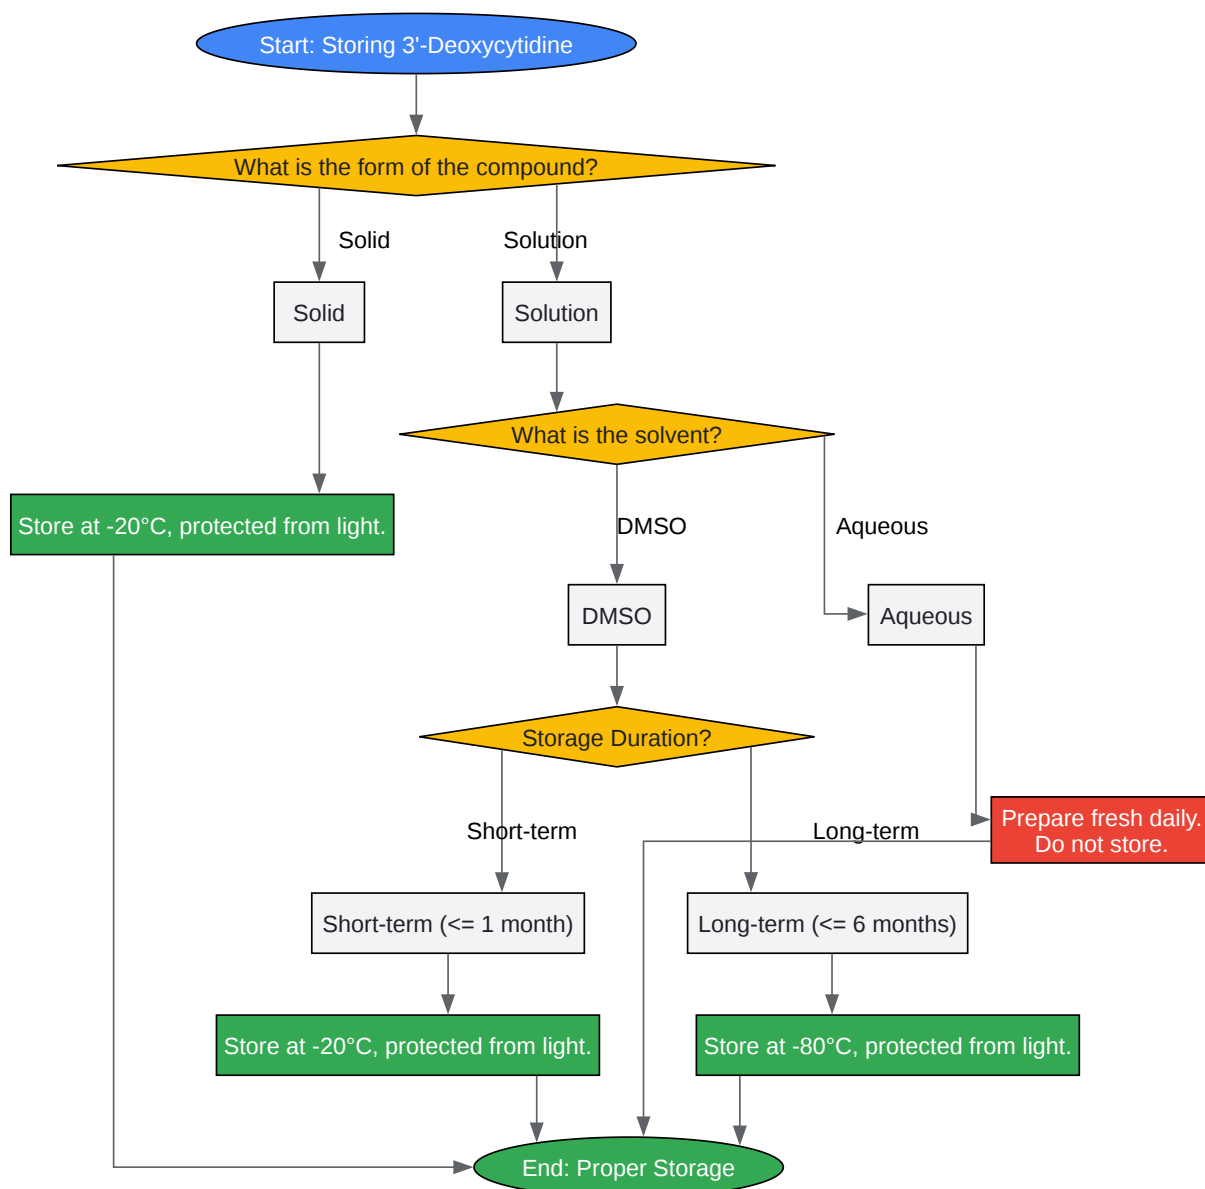 Start: Storing 3'-Deoxycytidine
What is the form of the compound?
Solid
Solution
Solid
Solution
What is the solvent?
Store at -20°C, protected from light.
DMSO
Aqueous
DMSO
Aqueous
Storage Duration?
Short-term
Long-term
Prepare fresh daily.
Do not store.
Short-term (<= 1 month)
Long-term (<= 6 months)
Store at -20°C, protected from light.
Store at -80°C, protected from light.
End: Proper Storage